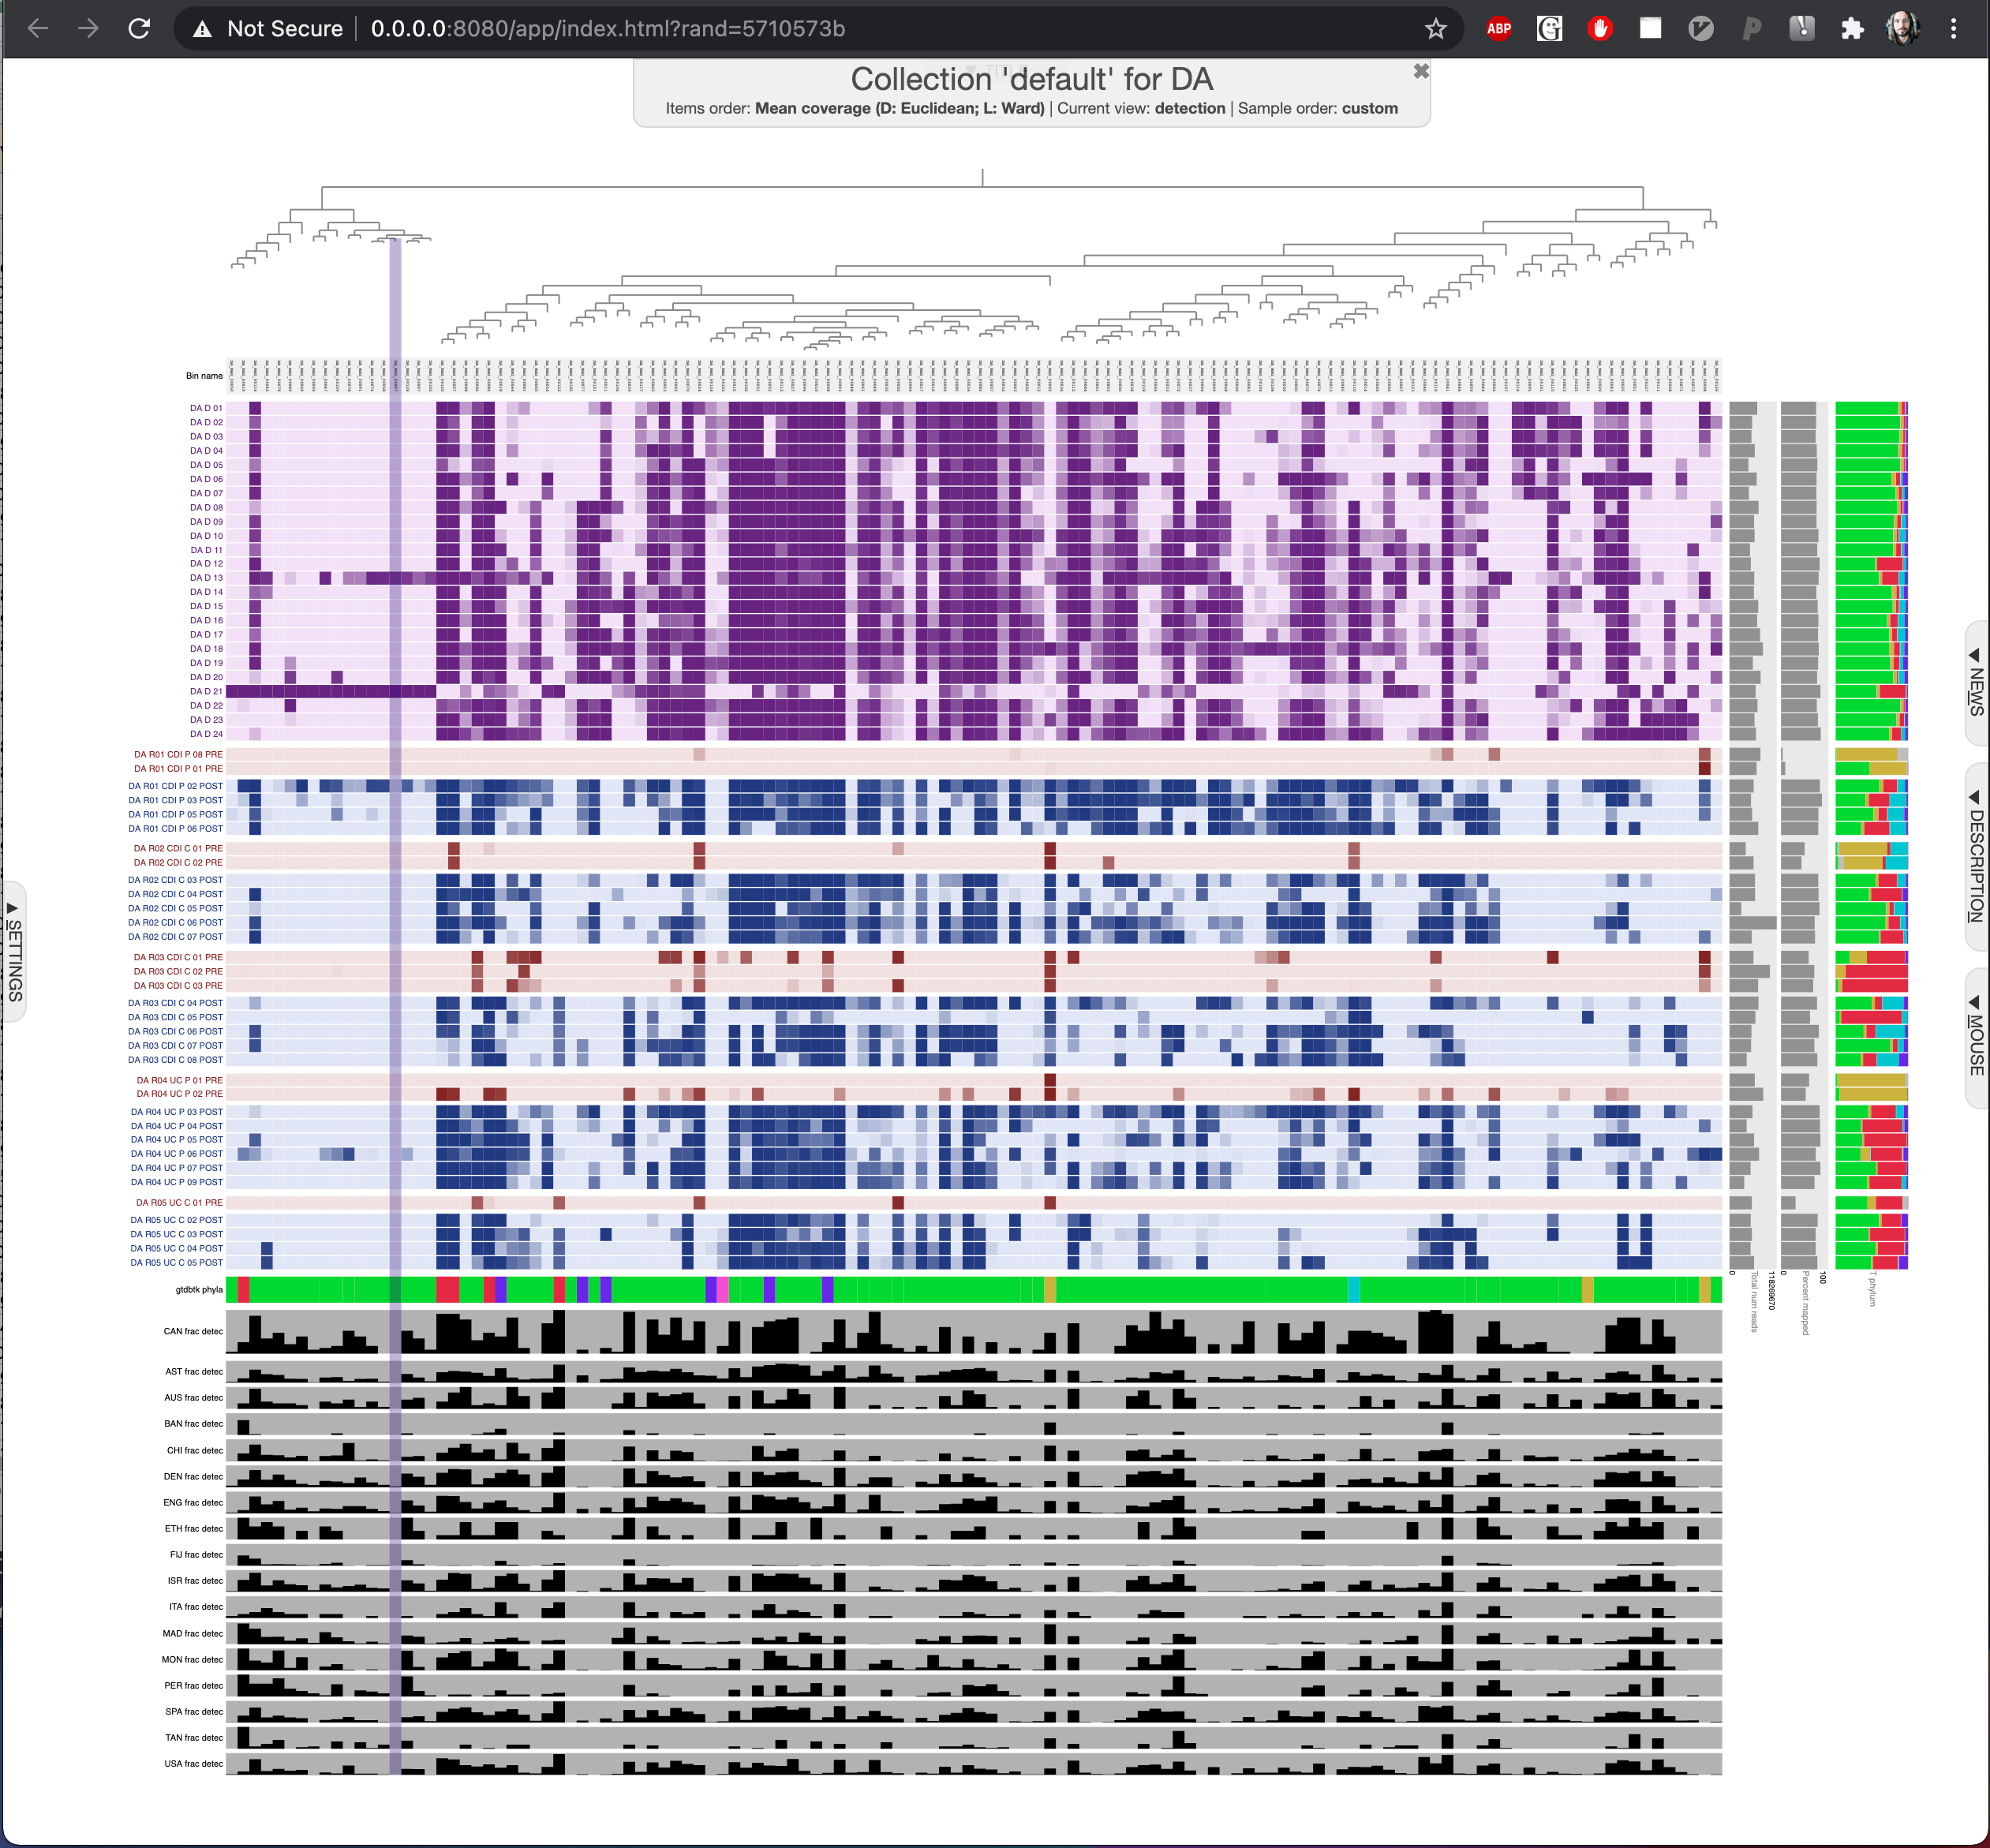 Not Secure
0.0.0.0:8080/app/index.html?rand=5710573b
ABP
Collection 'default' for DA
Items order: Mean coverage (D: Euclidean; L: Ward) | Current view: detection | Sample order: custom
Bin name
DA D 01
DA D 02
DA D 03
DA D 04
DA D 05
DA D 06
DA D 07
DA D 08
DA D 09
DA D 10
DA D 11
DA D 12
DA D 13
DA D 14
DA D 15
DA D 16
DA D 17
DA D 18
DA D 19
DA D 20
DA D 21
DA D 22
DA D 23
DA D 24
DA R01 CDI P 08 PRE
DA R01 CDI P 01 PRE
DA R01 CDI P 02 POST
DA R01 CDI P 03 POST
DA R01 CDI P 05 POST
DA R01 CDI P 06 POST
DA R02 CDI C 01 PRE
DA R02 CDI C 02 PRE
DA R02 CDI C 03 POST
DA R02 CDI C 04 POST
DA R02 CDI C 05 POST
DA R02 CDI C 06 POST
DA R02 CDI C 07 POST
DA R03 CDI C 01 PRE
DA R03 CDI C 02 PRE
DA R03 CDI C 03 PRE
DA R03 CDI C 04 POST
DA R03 CDI C 05 POST
DA R03 CDI C 06 POST
DA R03 CDI C 07 POST
DA R03 CDI C 08 POST
DA R04 UC P 01 PRE
DA R04 UC P 02 PRE
DA R04 UC P 03 POST
DA R04 UC P 04 POST
DA R04 UC P 05 POST
DA R04 UC P 06 POST
DA R04 UC P 07 POST
DA R04 UC P 09 POST
DA R05 UC C 01 PRE
DA R05 UC C 02 POST
DA R05 UC C 03 POST
DA R05 UC C 04 POST
DA R05 UC C 05 POST
gtdbtk phyla
CAN frac detec
AST frac detec
AUS frac detec
BAN frac detec
CHI frac detec
DEN frac detec
ENG frac detec
ETH frac detec
FIJ frac detec
ISR frac detec
ITA frac detec
MAD frac detec
MON frac detec
PER frac detec
SPA frac detec
TAN frac detec
USA frac detec
0
118269670
Total num reads
0
100
Percent mapped
T phylum
SETTINGS
NEWS
DESCRIPTION
MOUSE